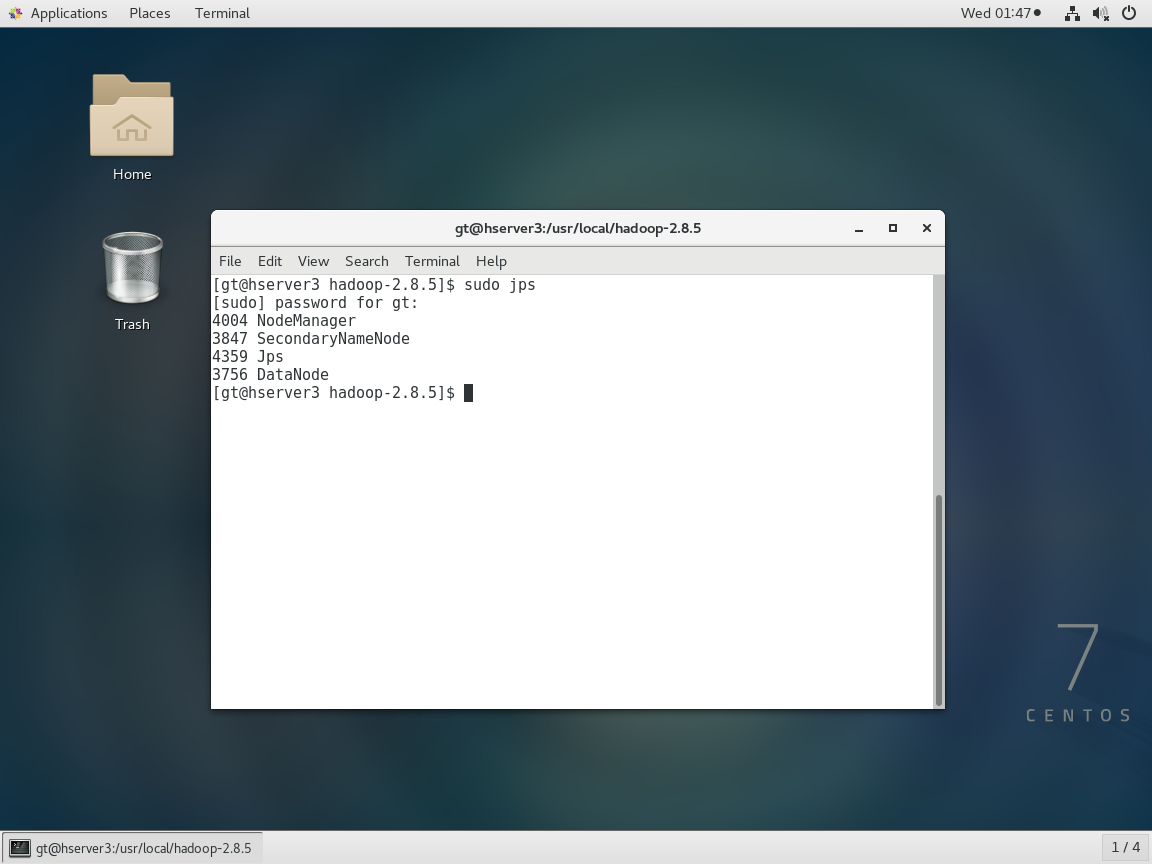 Applications Places Terminal Wed 01:47
Home
Trash
gt@hserver3:/usr/local/hadoop-2.8.5
File Edit View Search Terminal Help
[gt@hserver3 hadoop-2.8.5]$ sudo jps
[sudo] password for gt:
4004 NodeManager
3847 SecondaryNameNode
4359 Jps
3756 DataNode
[gt@hserver3 hadoop-2.8.5]$
7
CENTOS
gt@hserver3:/usr/local/hadoop-2.8.5 1 / 4